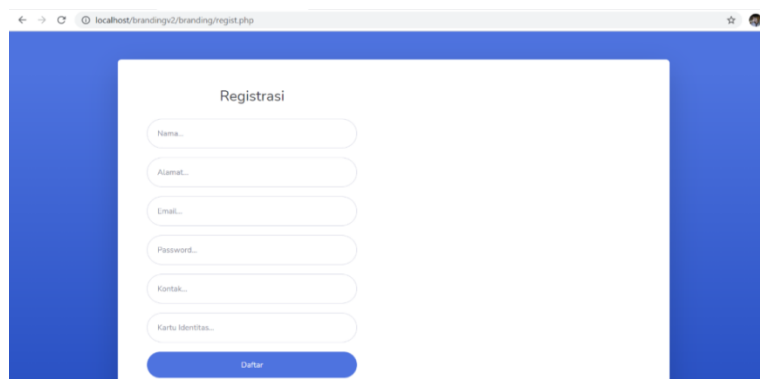 localhost/brandingv2/branding/regist.php
Registrasi
Nama...
Alamat...
Email...
Password...
Kontak...
Kartu Identitas...
Daftar